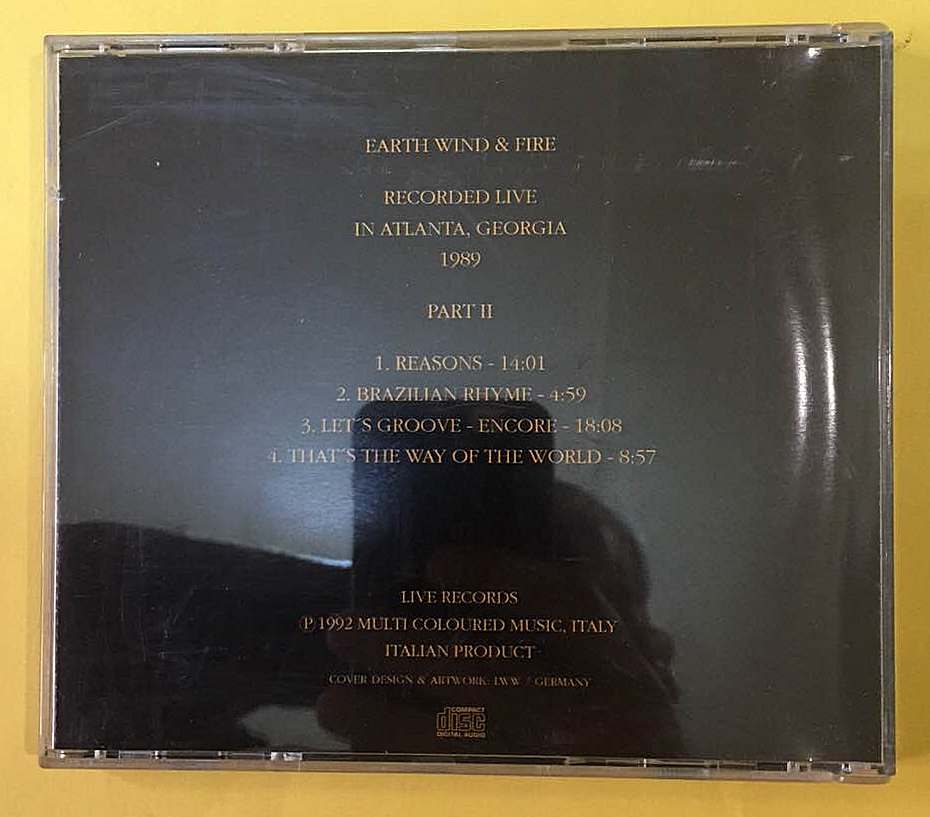 EARTH WIND & FIRE
RECORDED LIVE
IN ATLANTA, GEORGIA
1989
PART II
1. REASONS - 14:01
2. BRAZILIAN RHYME - 4:59
3. LET´S GROOVE - ENCORE - 18:08
4. THAT´S THE WAY OF THE WORLD - 8:57
LIVE RECORDS
℗ 1992 MULTI COLOURED MUSIC, ITALY
ITALIAN PRODUCT
COVER DESIGN & ARTWORK: LWW / GERMANY
COMPACT
disc
DIGITAL AUDIO